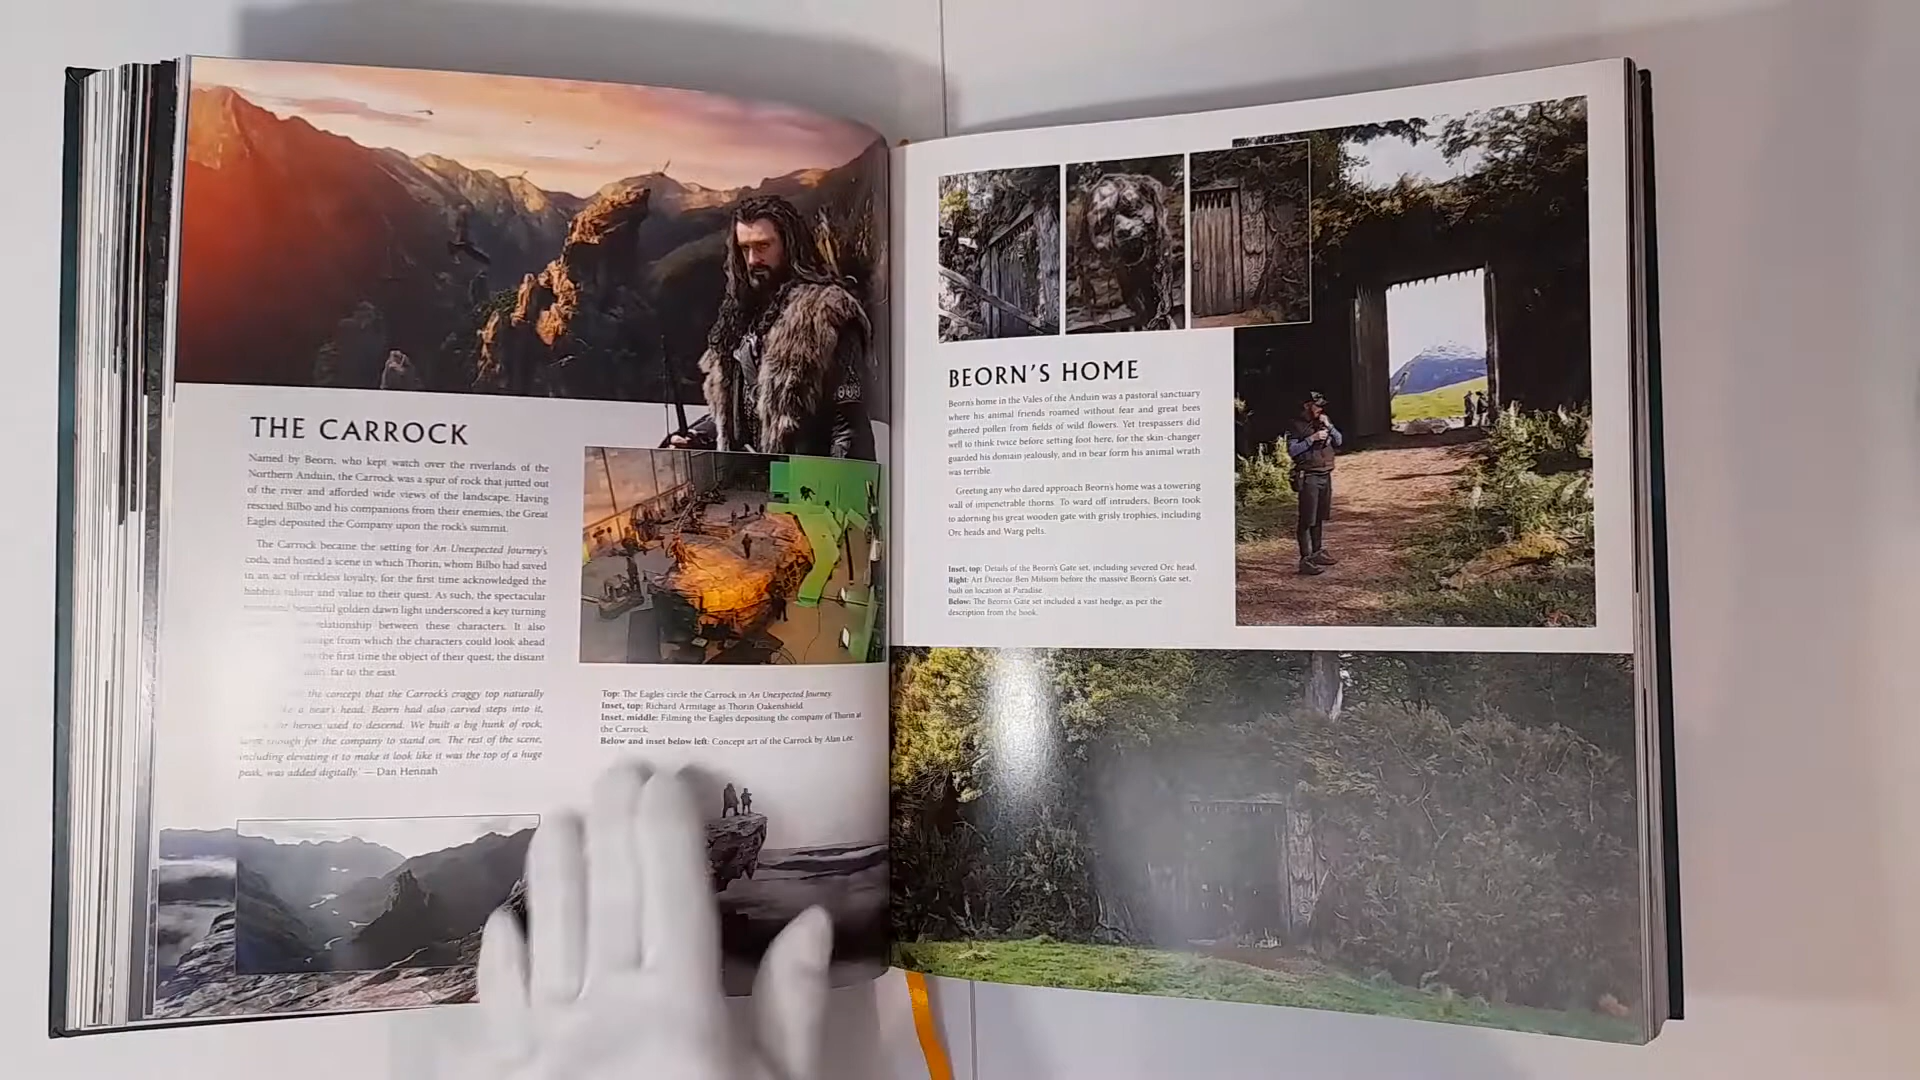 THE CARROCK
Named by Beorn, who kept watch over the riverlands of the
Northern Anduin, the Carrock was a spur of rock that jutted out
of the river and afforded wide views of the landscape. Having
rescued Bilbo and his companions from their enemies, the Great
Eagles deposited the Company upon the rock's summit.
The Carrock became the setting for An Unexpected Journey's
coda, and hosted a scene in which Thorin, whom Bilbo had saved
in an act of reckless loyalty, for the first time acknowledged the
hobbit's valour and value to their quest. As such, the spectacular
beautiful golden dawn light underscored a key turning
relationship between these characters. It also
from which the characters could look ahead
the first time the object of their quest, the distant
far to the east.
the concept that the Carrock's craggy top naturally
a bear's head. Beorn had also carved steps into it,
heroes used to descend. We built a big hunk of rock,
large enough for the company to stand on. The rest of the scene,
including elevating it to make it look like it was the top of a huge
peak, was added digitally.' — Dan Hennah
Top: The Eagles circle the Carrock in An Unexpected Journey.
Inset, top: Richard Armitage as Thorin Oakenshield.
Inset, middle: Filming the Eagles depositing the company of Thorin at
the Carrock.
Below and inset below left: Concept art of the Carrock by Alan Lee.
BEORN'S HOME
Beorn's home in the Vales of the Anduin was a pastoral sanctuary
where his animal friends roamed without fear and great bees
gathered pollen from fields of wild flowers. Yet trespassers did
well to think twice before setting foot here, for the skin-changer
guarded his domain jealously, and in bear form his animal wrath
was terrible.
Greeting any who dared approach Beorn's home was a towering
wall of impenetrable thorns. To ward off intruders, Beorn took
to adorning his great wooden gate with grisly trophies, including
Orc heads and Warg pelts.
Inset, top: Details of the Beorn's Gate set, including severed Orc head.
Right: Art Director Ben Milsom before the massive Beorn's Gate set,
built on location at Paradise.
Below: The Beorn's Gate set included a vast hedge, as per the
description from the book.